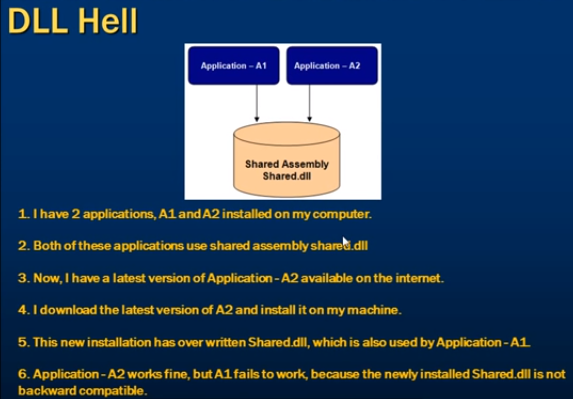 DLL Hell
Application – A1 Application – A2
Shared Assembly
Shared.dll
1. I have 2 applications, A1 and A2 installed on my computer.
2. Both of these applications use shared assembly shared.dll
3. Now, I have a latest version of Application - A2 available on the internet.
4. I download the latest version of A2 and install it on my machine.
5. This new installation has over written Shared.dll, which is also used by Application - A1.
6. Application - A2 works fine, but A1 fails to work, because the newly installed Shared.dll is not
backward compatible.